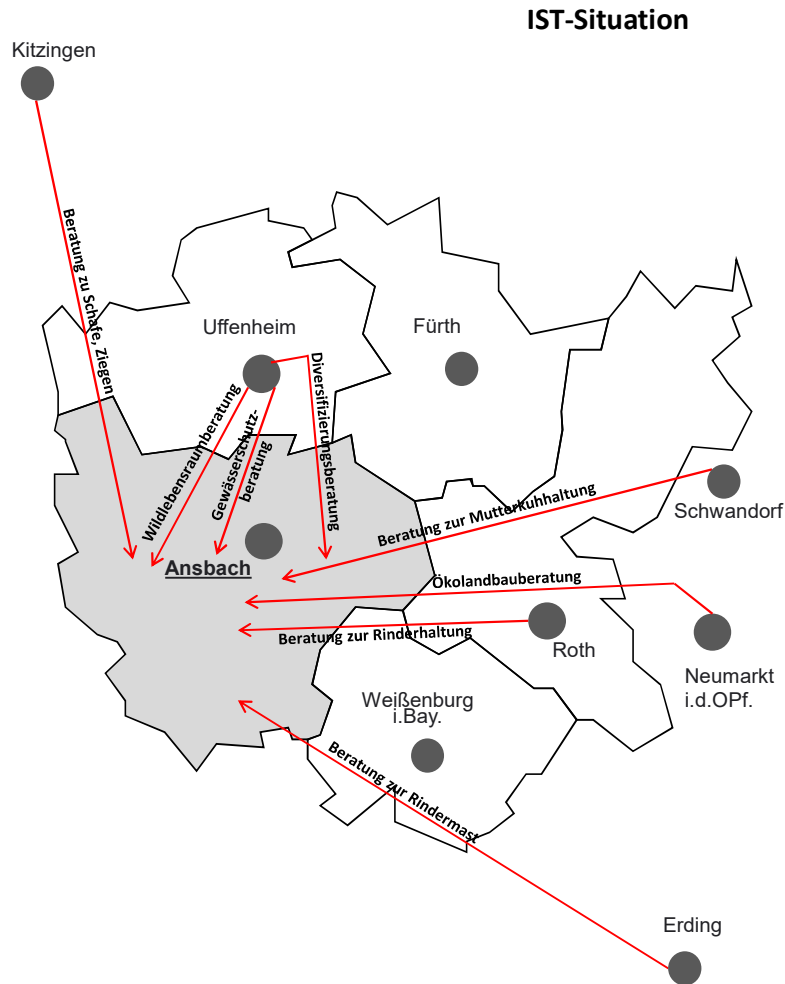 IST-Situation
Kitzingen
Beratung zu Schafe, Ziegen
Uffenheim
Fürth
Diversifizierungsberatung
Wildlebensraumberatung
Gewässerschutz-
beratung
Schwandorf
Beratung zur Mutterkuhhaltung
Ansbach
Ökolandbauberatung
Beratung zur Rinderhaltung
Roth
Neumarkt
i.d.OPf.
Weißenburg
i.Bay.
Beratung zur Rindermast
Erding